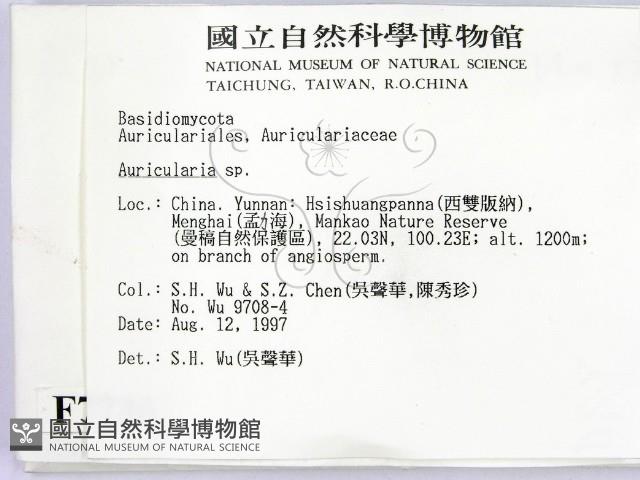 國立自然科學博物館
NATIONAL MUSEUM OF NATURAL SCIENCE
TAICHUNG, TAIWAN, R.O.CHINA
Basidiomycota
Auriculariales, Auriculariaceae
Auricularia sp.
Loc.: China. Yunnan: Hsishuangpanna(西雙版納),
Menghai(孟力海), Mankao Nature Reserve
(曼稿自然保護區), 22.03N, 100.23E; alt. 1200m;
on branch of angiosperm.
Col.: S.H. Wu & S.Z. Chen(吳聲華,陳秀珍)
No. Wu 9708-4
Date: Aug. 12, 1997
Det.: S.H. Wu(吳聲華)
國立自然科學博物館
NATIONAL MUSEUM OF NATURAL SCIENCE